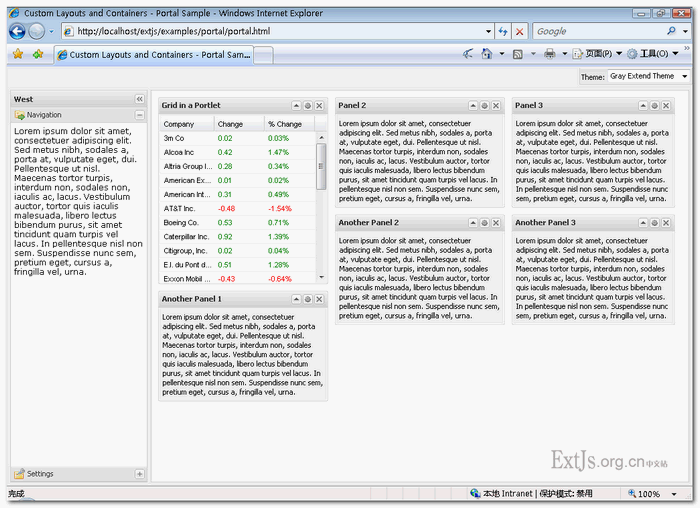 Custom Layouts and Containers - Portal Sample - Windows Internet Explorer
http://localhost/extjs/examples/portal/portal.html
Google
Custom Layouts and Containers - Portal Sam...
页面(P)
工具(O)
Theme: Gray Extend Theme
West
Navigation
Lorem ipsum dolor sit amet,
consectetuer adipiscing elit.
Sed metus nibh, sodales a,
porta at, vulputate eget, dui.
Pellentesque ut nisl.
Maecenas tortor turpis,
interdum non, sodales non,
iaculis ac, lacus. Vestibulum
auctor, tortor quis iaculis
malesuada, libero lectus
bibendum purus, sit amet
tincidunt quam turpis vel
lacus. In pellentesque nisl non
sem. Suspendisse nunc sem,
pretium eget, cursus a,
fringilla vel, urna.
Settings
Grid in a Portlet
Company Change % Change
3m Co 0.02 0.03%
Alcoa Inc 0.42 1.47%
Altria Group I... 0.28 0.34%
American Ex... 0.01 0.02%
American Int... 0.31 0.49%
AT&T Inc. -0.48 -1.54%
Boeing Co. 0.53 0.71%
Caterpillar Inc. 0.92 1.39%
Citigroup, Inc. 0.02 0.04%
E.I. du Pont d... 0.51 1.28%
Exxon Mobil ... -0.43 -0.64%
Another Panel 1
Lorem ipsum dolor sit amet, consectetuer
adipiscing elit. Sed metus nibh, sodales a, porta
at, vulputate eget, dui. Pellentesque ut nisl.
Maecenas tortor turpis, interdum non, sodales
non, iaculis ac, lacus. Vestibulum auctor, tortor
quis iaculis malesuada, libero lectus bibendum
purus, sit amet tincidunt quam turpis vel lacus. In
pellentesque nisl non sem. Suspendisse nunc sem,
pretium eget, cursus a, fringilla vel, urna.
Panel 2
Lorem ipsum dolor sit amet, consectetuer
adipiscing elit. Sed metus nibh, sodales a, porta
at, vulputate eget, dui. Pellentesque ut nisl.
Maecenas tortor turpis, interdum non, sodales
non, iaculis ac, lacus. Vestibulum auctor, tortor
quis iaculis malesuada, libero lectus bibendum
purus, sit amet tincidunt quam turpis vel lacus. In
pellentesque nisl non sem. Suspendisse nunc sem,
pretium eget, cursus a, fringilla vel, urna.
Another Panel 2
Lorem ipsum dolor sit amet, consectetuer
adipiscing elit. Sed metus nibh, sodales a, porta
at, vulputate eget, dui. Pellentesque ut nisl.
Maecenas tortor turpis, interdum non, sodales
non, iaculis ac, lacus. Vestibulum auctor, tortor
quis iaculis malesuada, libero lectus bibendum
purus, sit amet tincidunt quam turpis vel lacus. In
pellentesque nisl non sem. Suspendisse nunc sem,
pretium eget, cursus a, fringilla vel, urna.
Panel 3
Lorem ipsum dolor sit amet, consectetuer
adipiscing elit. Sed metus nibh, sodales a, porta
at, vulputate eget, dui. Pellentesque ut nisl.
Maecenas tortor turpis, interdum non, sodales
non, iaculis ac, lacus. Vestibulum auctor, tortor
quis iaculis malesuada, libero lectus bibendum
purus, sit amet tincidunt quam turpis vel lacus. In
pellentesque nisl non sem. Suspendisse nunc sem,
pretium eget, cursus a, fringilla vel, urna.
Another Panel 3
Lorem ipsum dolor sit amet, consectetuer
adipiscing elit. Sed metus nibh, sodales a, porta
at, vulputate eget, dui. Pellentesque ut nisl.
Maecenas tortor turpis, interdum non, sodales
non, iaculis ac, lacus. Vestibulum auctor, tortor
quis iaculis malesuada, libero lectus bibendum
purus, sit amet tincidunt quam turpis vel lacus. In
pellentesque nisl non sem. Suspendisse nunc sem,
pretium eget, cursus a, fringilla vel, urna.
ExtJs.org.cn中文站
完成
本地 Intranet | 保护模式: 禁用
100%